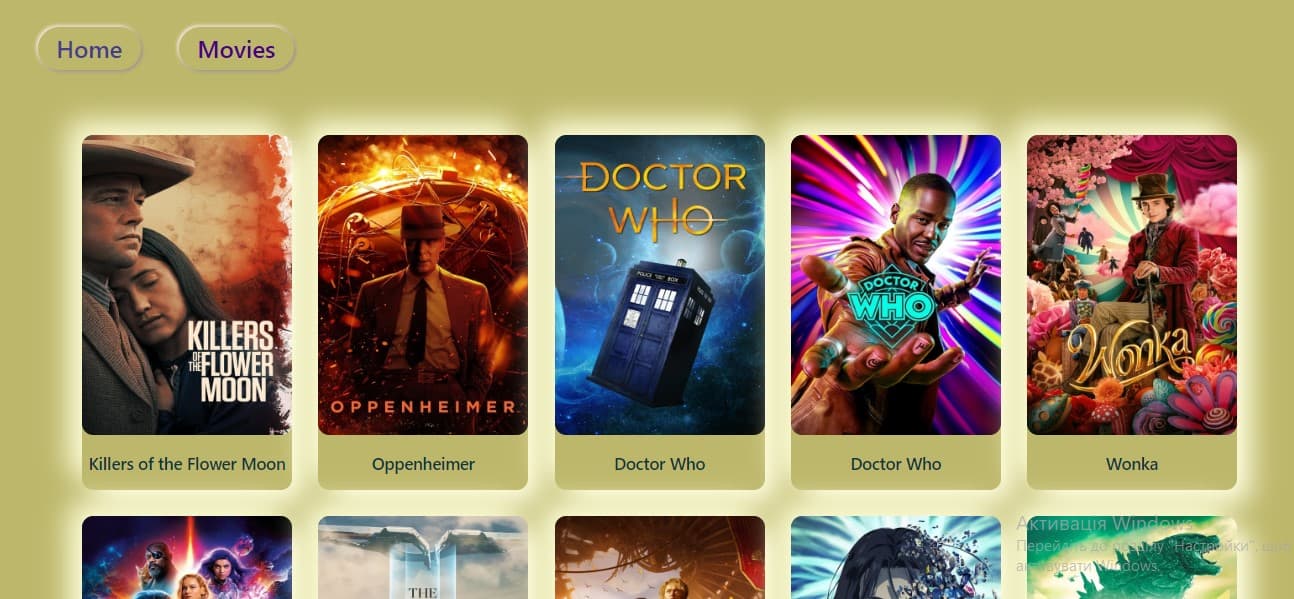 Home
Movies
KILLERS
OF THE FLOWER
MOON
OPPENHEIMER
DOCTOR
WHO
POLICE BOX
DOCTOR
WHO
Wonka
Killers of the Flower Moon
Oppenheimer
Doctor Who
Doctor Who
Wonka
THE
Активація Windows
Перейдіть до розділу "Настройки", щоб
активувати Windows.